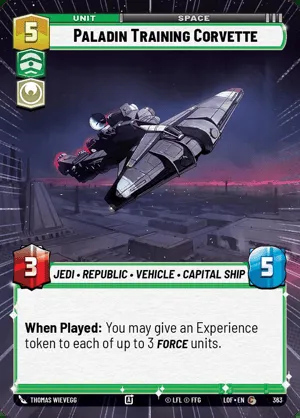 UNIT
SPACE
5
PALADIN TRAINING CORVETTE
3
JEDI • REPUBLIC • VEHICLE • CAPITAL SHIP
5
When Played: You may give an Experience
token to each of up to 3 FORCE units.
THOMAS WIEVEGG
© LFL © FFG
LOF • EN
363